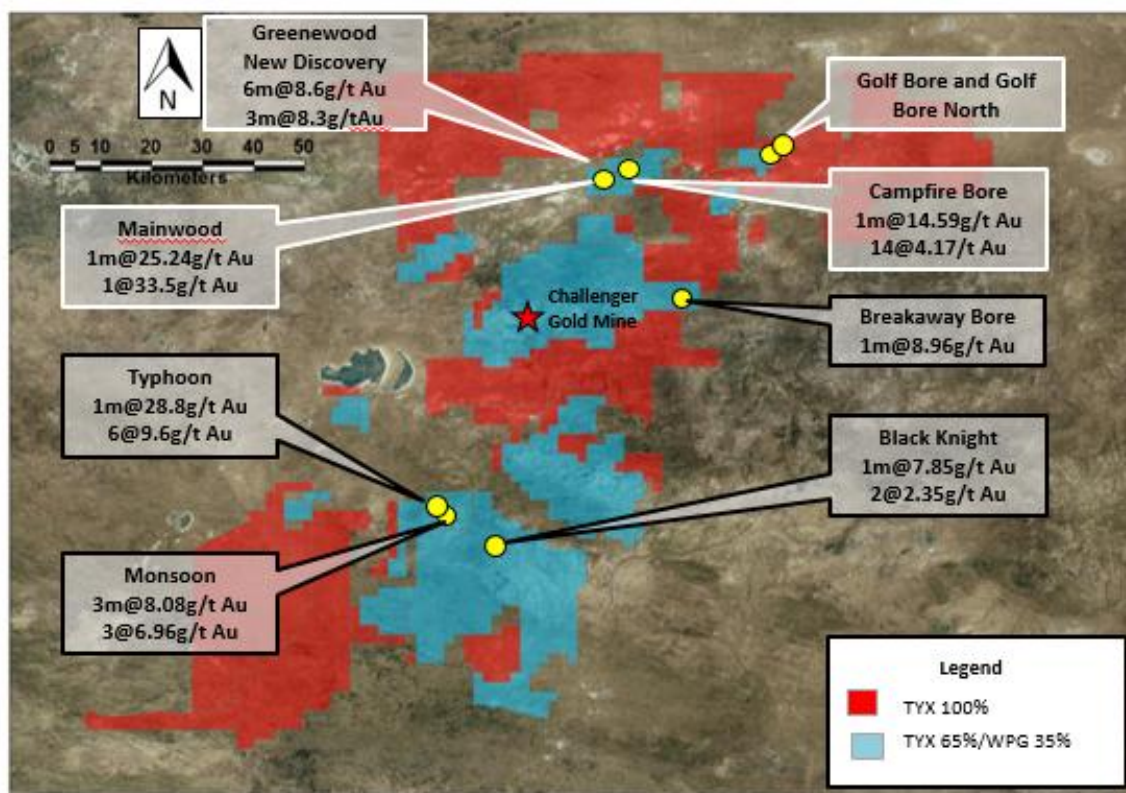 Greenewood
New Discovery
6m@8.6g/t Au
3m@8.3g/tAu
Golf Bore and Golf
Bore North
N
0 5 10 20 30 40 50
Kilometers
Campfire Bore
1m@14.59g/t Au
14@4.17/t Au
Mainwood
1m@25.24g/t Au
1@33.5g/t Au
Challenger
Gold Mine
Breakaway Bore
1m@8.96g/t Au
Typhoon
1m@28.8g/t Au
6@9.6g/t Au
Black Knight
1m@7.85g/t Au
2@2.35g/t Au
Monsoon
3m@8.08g/t Au
3@6.96g/t Au
Legend
TYX 100%
TYX 65%/WPG 35%